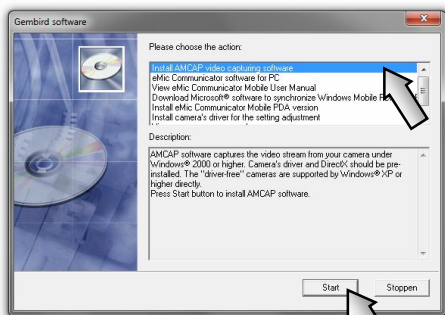 Gembird software
Please choose the action:
Install AMCAP video capturing software
eMic Communicator software for PC
View eMic Communicator Mobile User Manual
Download Microsoft® software to synchronize Windows Mobile
Install eMic Communicator Mobile PDA version
Install camera's driver for the setting adjustment
Description:
AMCAP software captures the video stream from your camera under
Windows® 2000 or higher. Camera's driver and DirectX should be pre-
installed. The "driver-free" cameras are supported by Windows® XP or
higher directly.
Press Start button to install AMCAP software.
Start
Stoppen